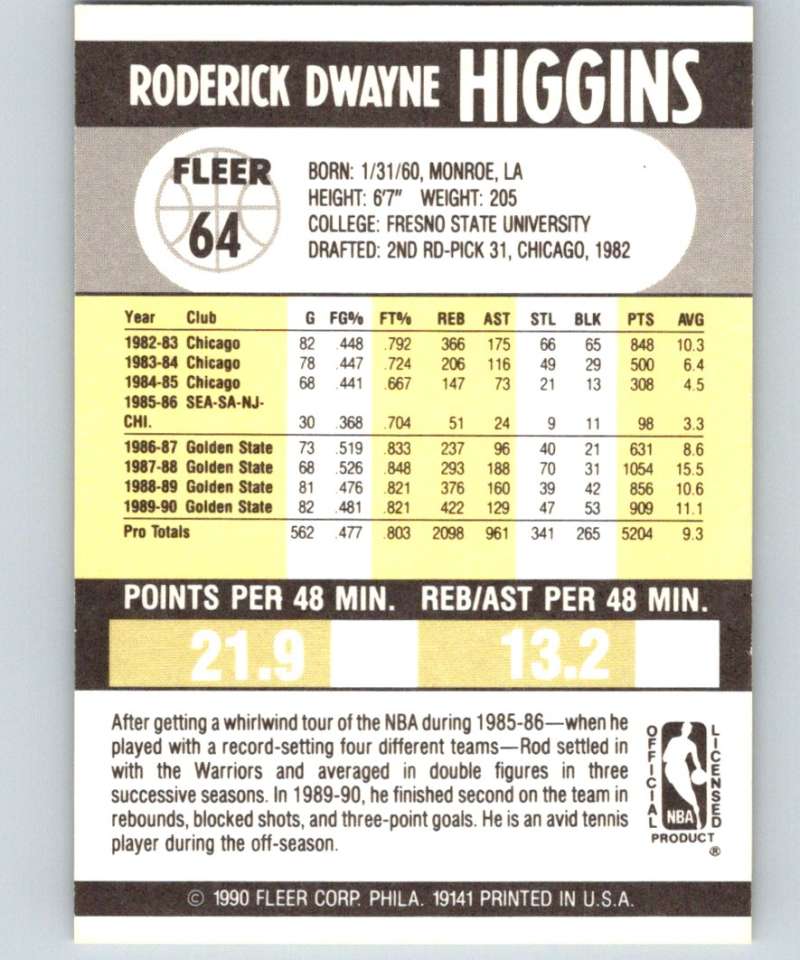 RODERICK DWAYNE HIGGINS
FLEER
64
BORN: 1/31/60, MONROE, LA
HEIGHT: 6'7" WEIGHT: 205
COLLEGE: FRESNO STATE UNIVERSITY
DRAFTED: 2ND RD-PICK 31, CHICAGO, 1982
Year Club G FG% FT% REB AST STL BLK PTS AVG
1982-83 Chicago 82 .448 .792 366 175 66 65 848 10.3
1983-84 Chicago 78 .447 .724 206 116 49 29 500 6.4
1984-85 Chicago 68 .441 .667 147 73 21 13 308 4.5
1985-86 SEA-SA-NJ-
CHI. 30 .368 .704 51 24 9 11 98 3.3
1986-87 Golden State 73 .519 .833 237 96 40 21 631 8.6
1987-88 Golden State 68 .526 .848 293 188 70 31 1054 15.5
1988-89 Golden State 81 .476 .821 376 160 39 42 856 10.6
1989-90 Golden State 82 .481 .821 422 129 47 53 909 11.1
Pro Totals 562 .477 .803 2098 961 341 265 5204 9.3
POINTS PER 48 MIN. REB/AST PER 48 MIN.
21.9 13.2
After getting a whirlwind tour of the NBA during 1985-86—when he
played with a record-setting four different teams—Rod settled in
with the Warriors and averaged in double figures in three
successive seasons. In 1989-90, he finished second on the team in
rebounds, blocked shots, and three-point goals. He is an avid tennis
player during the off-season.
OFFICIAL
LICENSED
NBA
PRODUCT
®
© 1990 FLEER CORP. PHILA. 19141 PRINTED IN U.S.A.